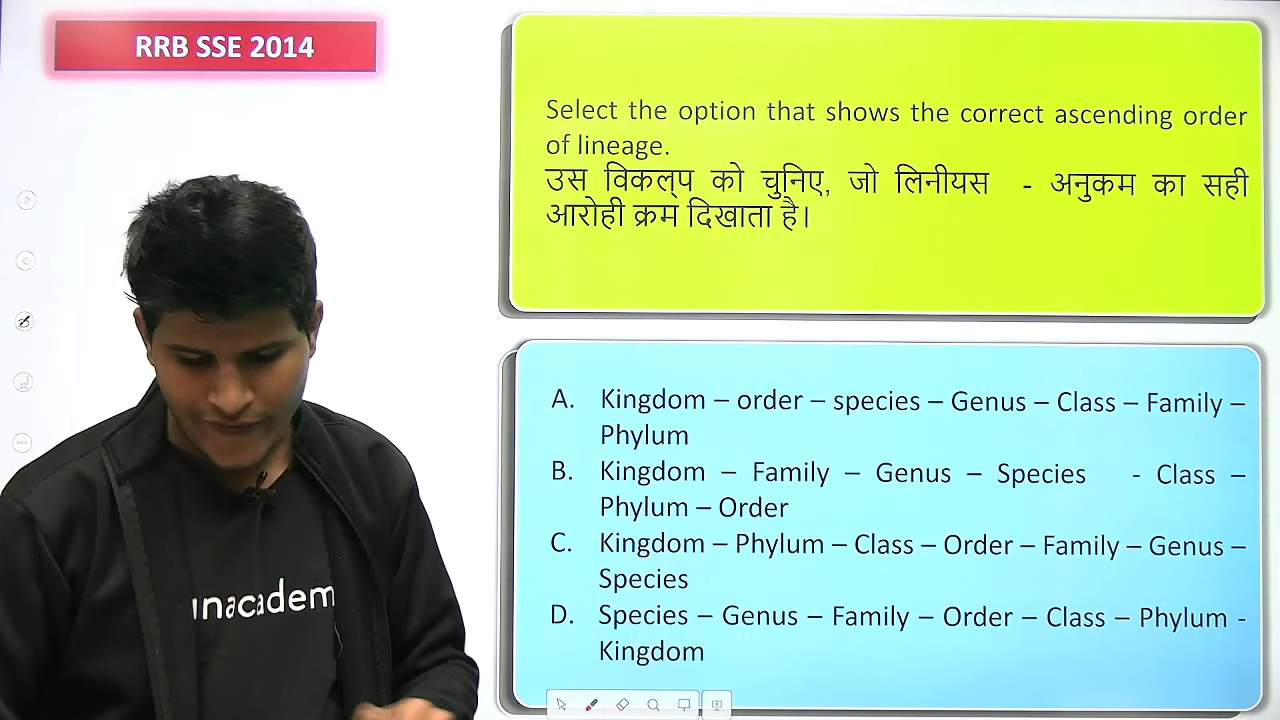 RRB SSE 2014
Select the option that shows the correct ascending order
of lineage.
उस विकल्प को चुनिए, जो लिनीयस - अनुकम का सही
आरोही क्रम दिखाता है।
A. Kingdom – order – species – Genus – Class – Family –
Phylum
B. Kingdom – Family – Genus – Species - Class –
Phylum – Order
C. Kingdom – Phylum – Class – Order – Family – Genus –
Species
D. Species – Genus – Family – Order – Class – Phylum -
Kingdom
unacadem